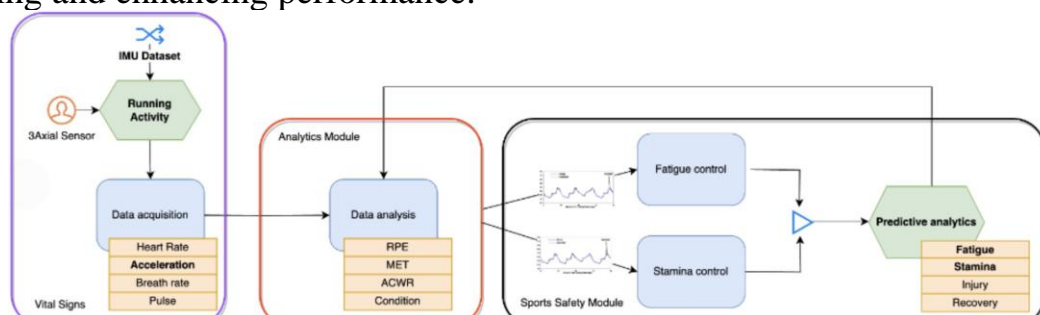 ing and enhancing performance.
IMU Dataset
Running
Activity
3Axial Sensor
Data acquisition
Heart Rate
Acceleration
Breath rate
Pulse
Vital Signs
Analytics Module
Data analysis
RPE
MET
ACWR
Condition
Fatigue control
Stamina control
Sports Safety Module
Predictive analytics
Fatigue
Stamina
Injury
Recovery